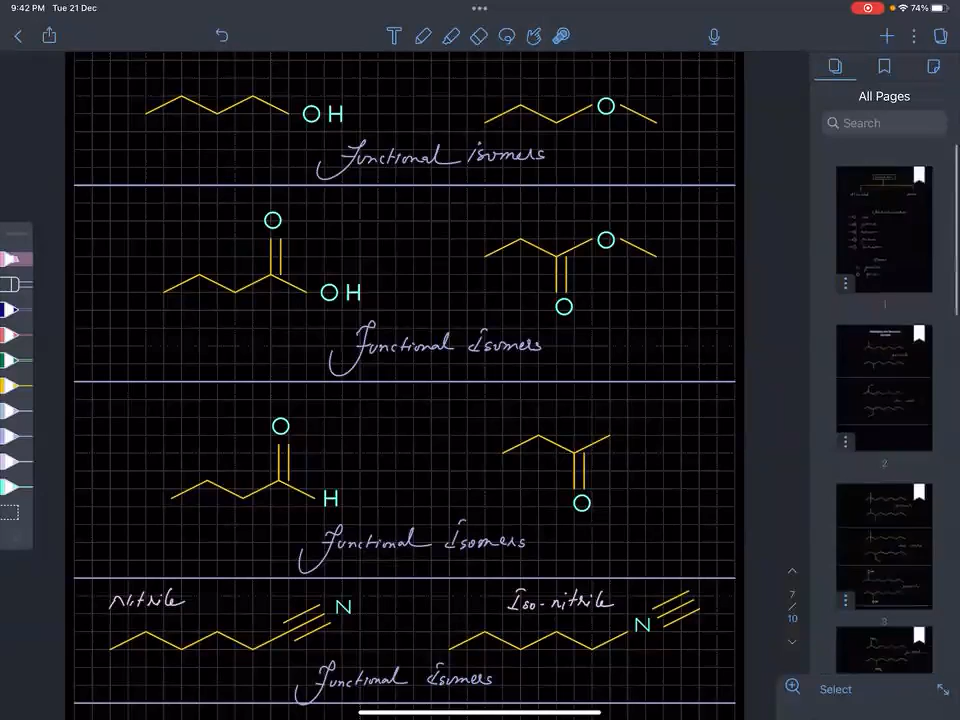 9:42 PM Tue 21 Dec
74%
All Pages
Search
OH
O
Functional isomers
O
OH
O
O
Functional isomers
O
H
O
Functional Isomers
Nitrile
N
Iso-nitrile
N
Functional isomers
1
2
3
7
/
10
Select